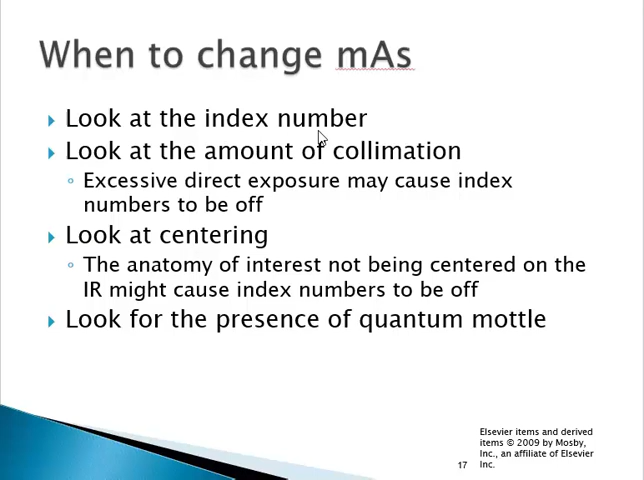 When to change mAs
Look at the index number
Look at the amount of collimation
Excessive direct exposure may cause index
numbers to be off
Look at centering
The anatomy of interest not being centered on the
IR might cause index numbers to be off
Look for the presence of quantum mottle
Elsevier items and derived
items © 2009 by Mosby,
Inc., an affiliate of Elsevier
17 Inc.